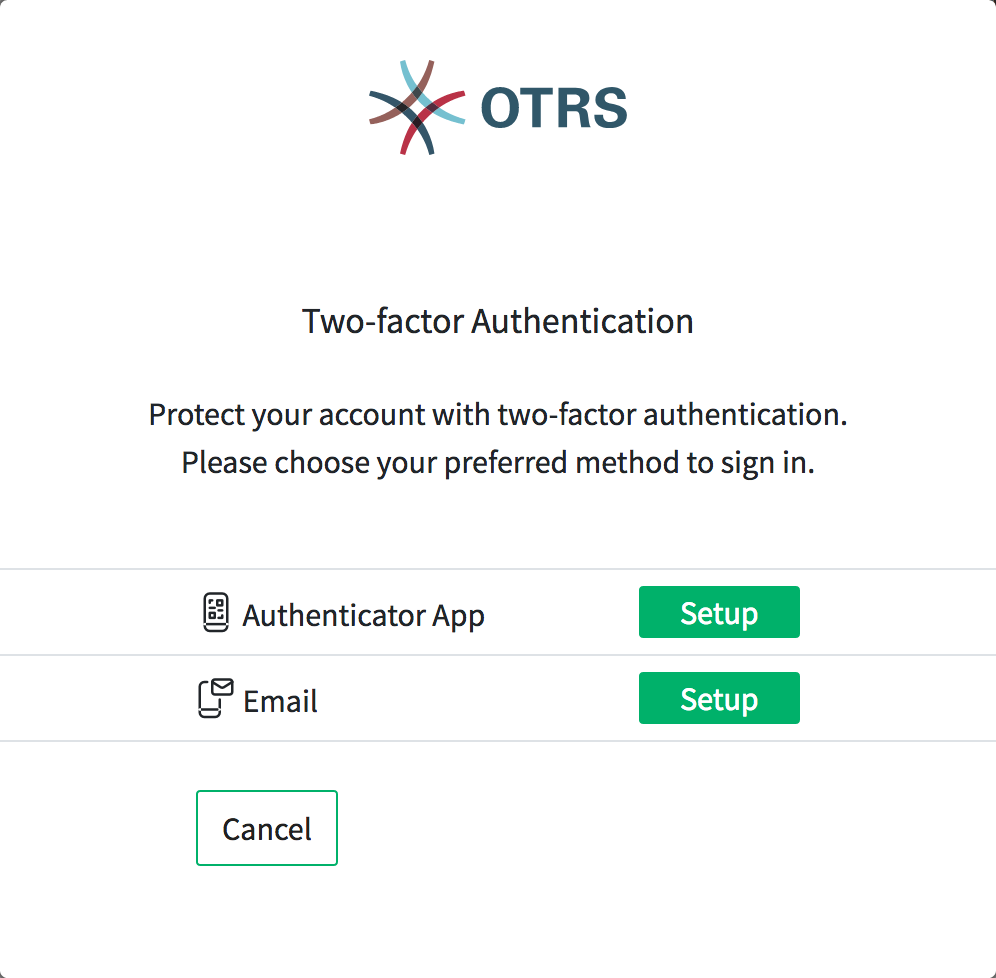 OTRS
Two-factor Authentication
Protect your account with two-factor authentication.
Please choose your preferred method to sign in.
Authenticator App Setup
Email Setup
Cancel